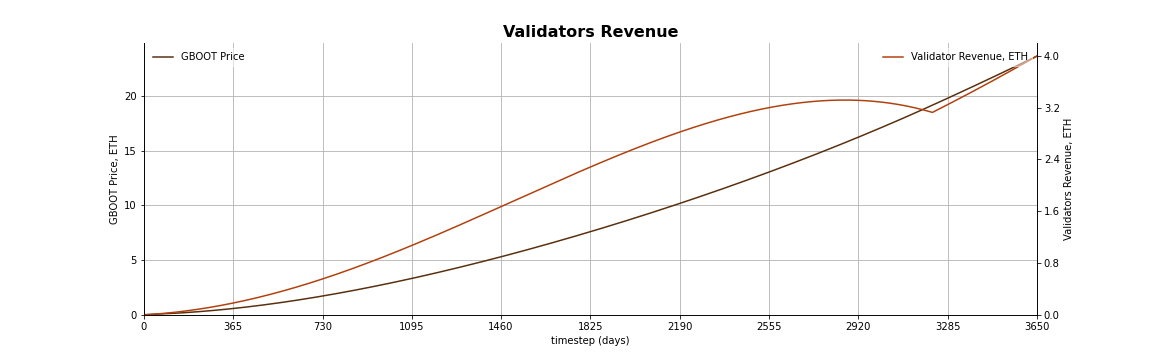 Validators Revenue
GBOOT Price
Validator Revenue, ETH
GBOOT Price, ETH
20
15
10
5
0
4.0
3.2
2.4
1.6
0.8
0.0
Validators Revenue, ETH
0 365 730 1095 1460 1825 2190 2555 2920 3285 3650
timestep (days)